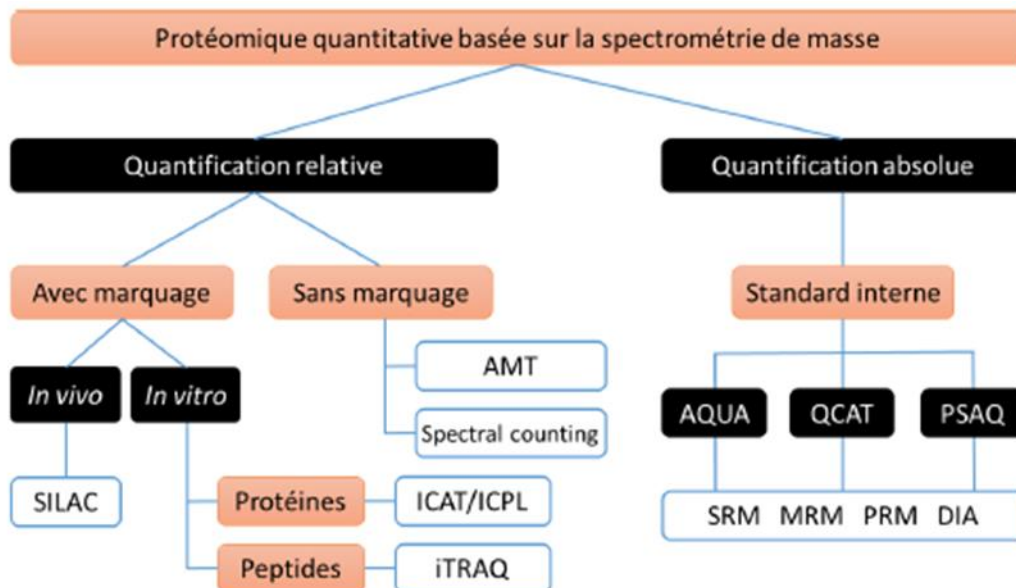 Protéomique quantitative basée sur la spectrométrie de masse
Quantification relative
Quantification absolue
Avec marquage
Sans marquage
Standard interne
AMT
In vivo
In vitro
AQUA
QCAT
PSAQ
Spectral counting
SILAC
Protéines
ICAT/ICPL
SRM MRM PRM DIA
Peptides
iTRAQ